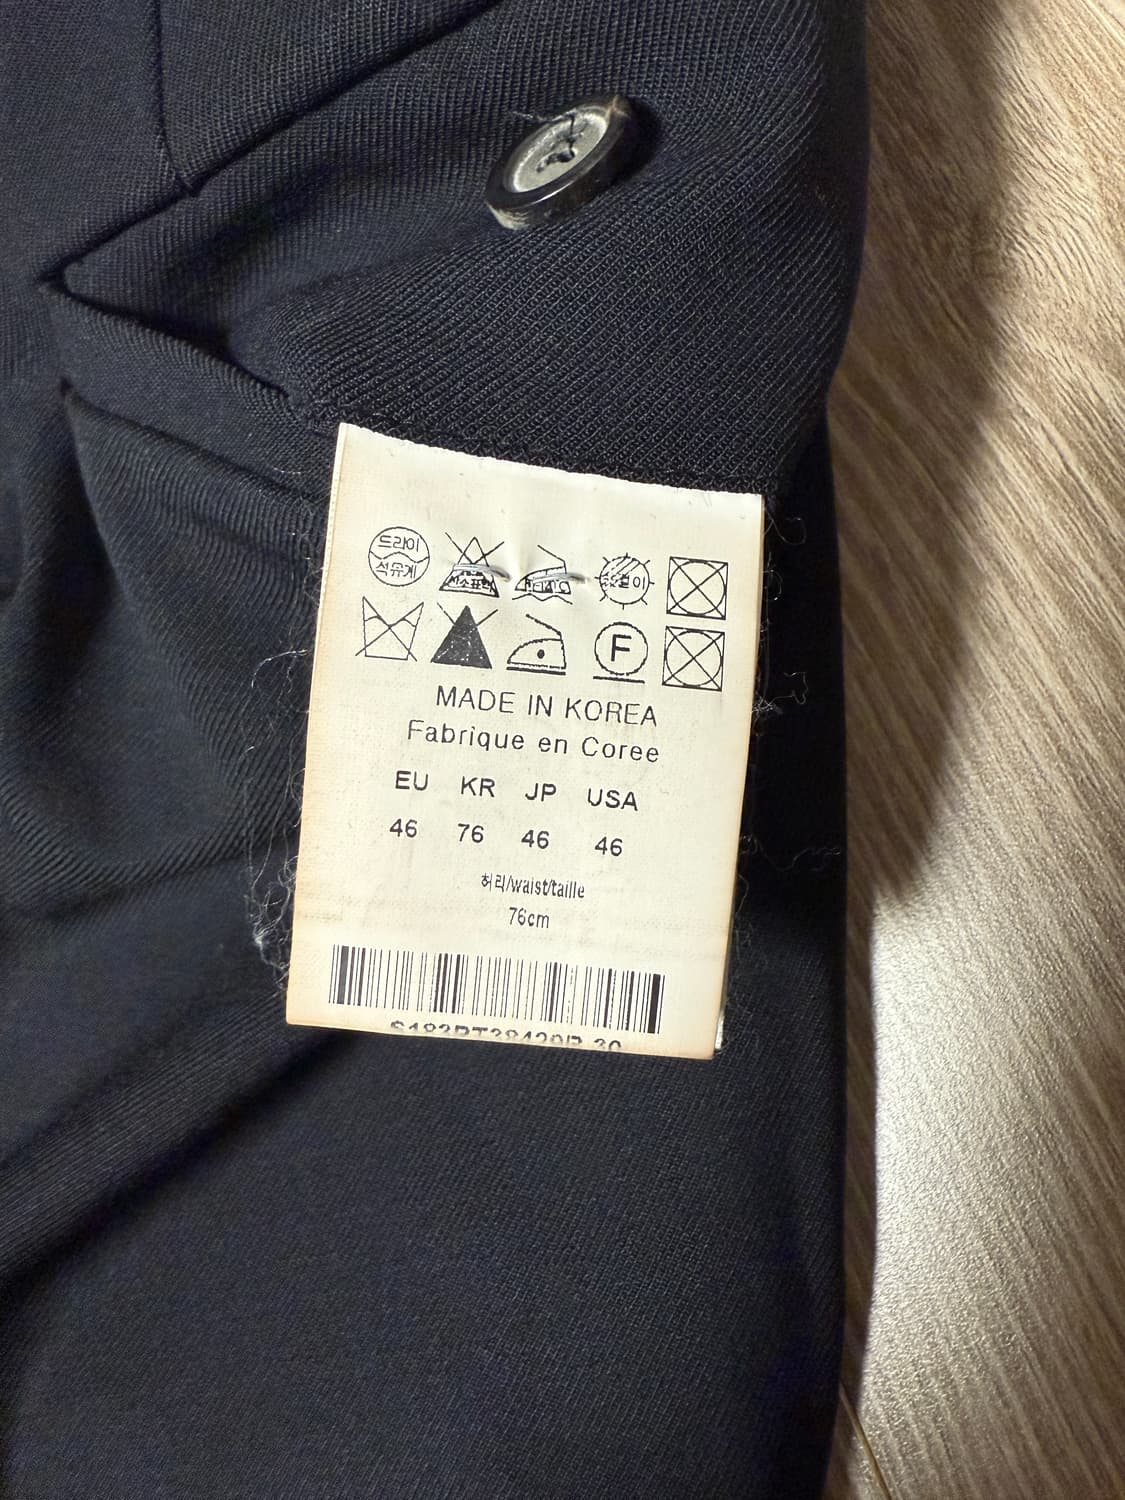 드라이
석유계
MADE IN KOREA
Fabrique en Coree
EU KR JP USA
46 76 46 46
허리/waist/taille
76cm
F